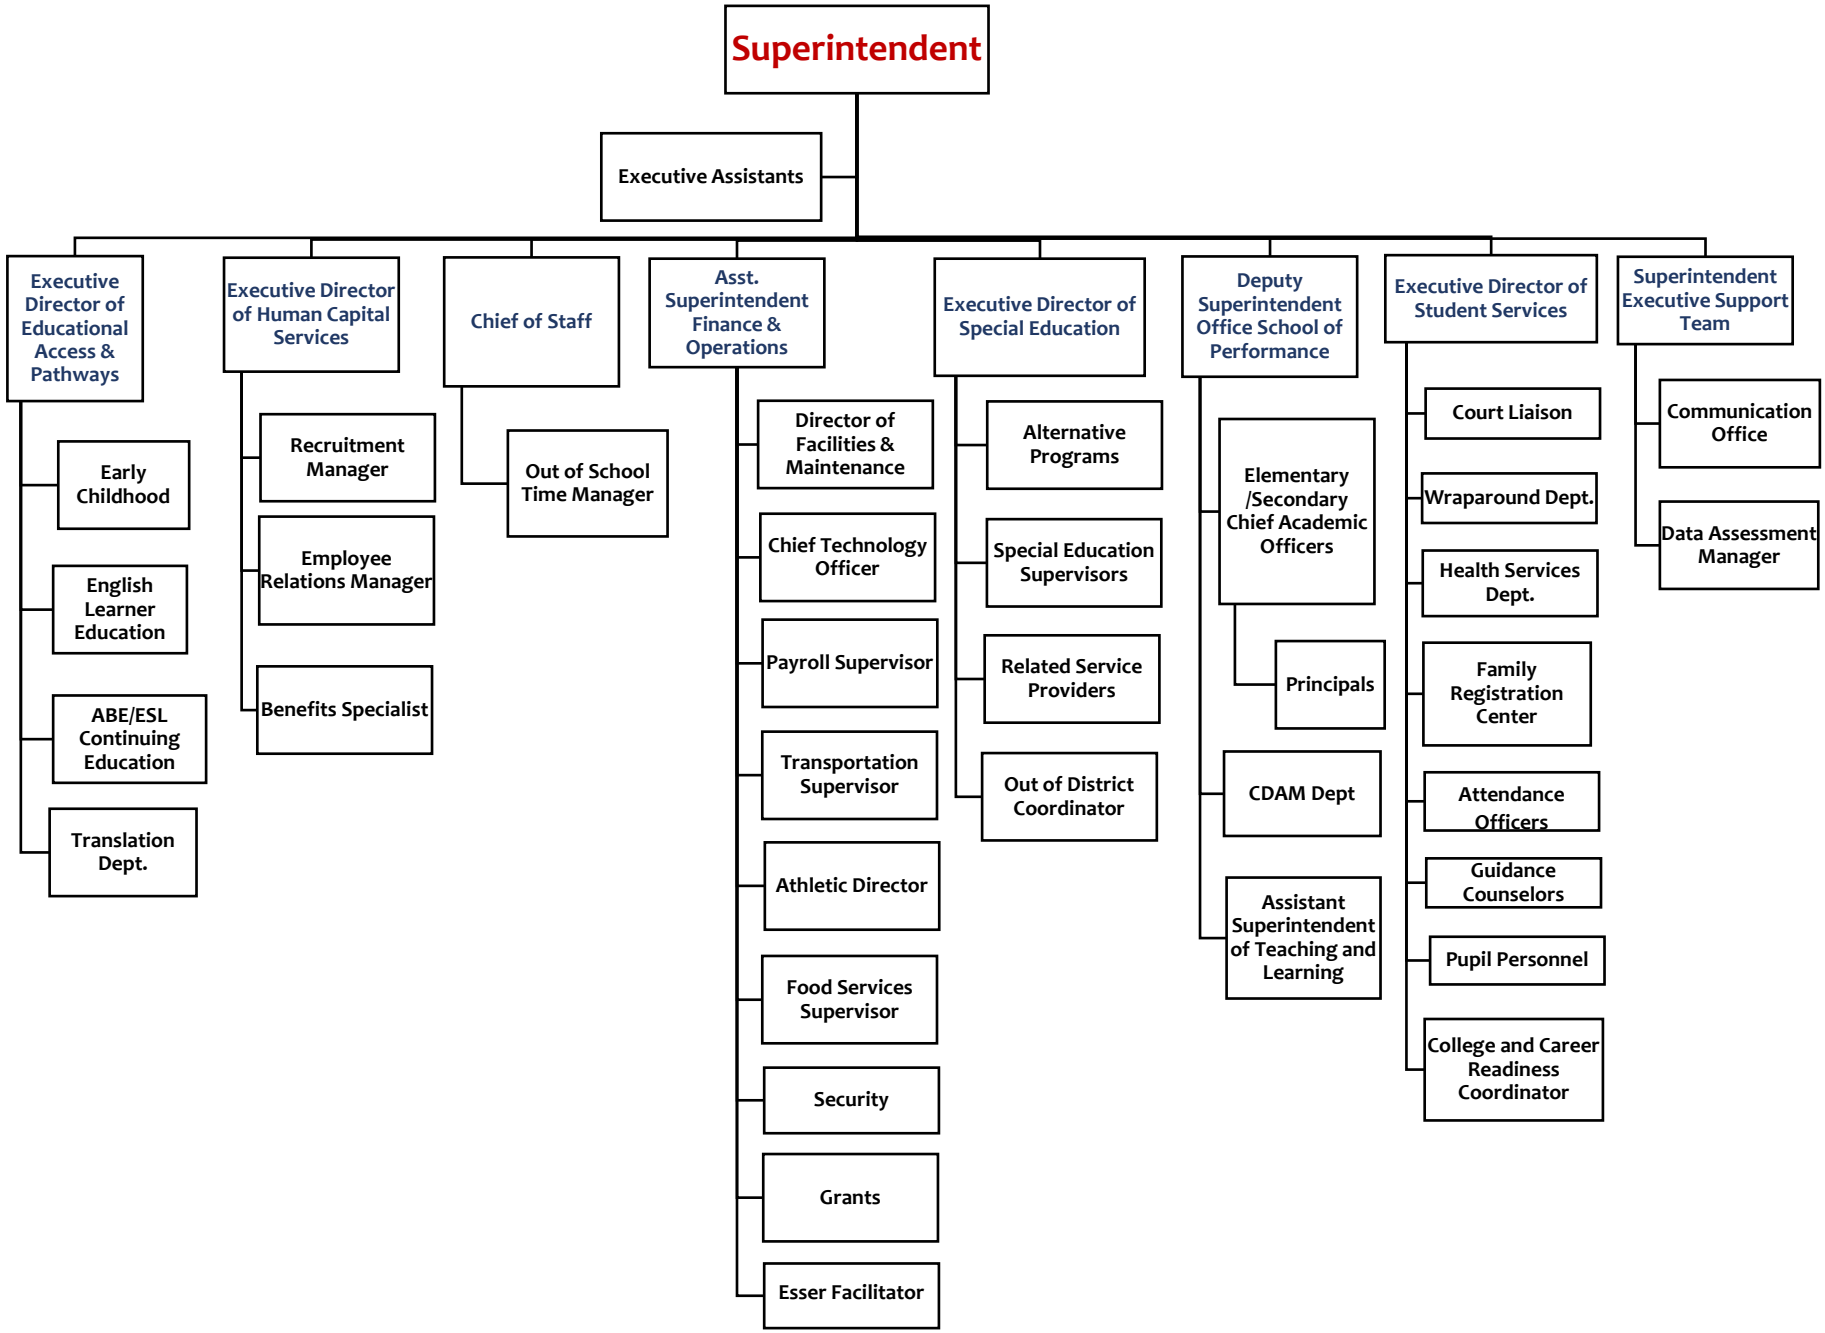 Superintendent
Executive Assistants
Executive
Director of
Educational
Access &
Pathways
Early
Childhood
English
Learner
Education
ABE/ESL
Continuing
Education
Translation
Dept.
Executive Director
of Human Capital
Services
Recruitment
Manager
Employee
Relations Manager
Benefits Specialist
Chief of Staff
Out of School
Time Manager
Asst.
Superintendent
Finance &
Operations
Director of
Facilities &
Maintenance
Chief Technology
Officer
Payroll Supervisor
Transportation
Supervisor
Athletic Director
Food Services
Supervisor
Security
Grants
Esser Facilitator
Executive Director of
Special Education
Alternative
Programs
Special Education
Supervisors
Related Service
Providers
Out of District
Coordinator
Deputy
Superintendent
Office School of
Performance
Elementary
/Secondary
Chief Academic
Officers
Principals
CDAM Dept
Assistant
Superintendent
of Teaching and
Learning
Executive Director of
Student Services
Court Liaison
Wraparound Dept.
Health Services
Dept.
Family
Registration
Center
Attendance
Officers
Guidance
Counselors
Pupil Personnel
College and Career
Readiness
Coordinator
Superintendent
Executive Support
Team
Communication
Office
Data Assessment
Manager